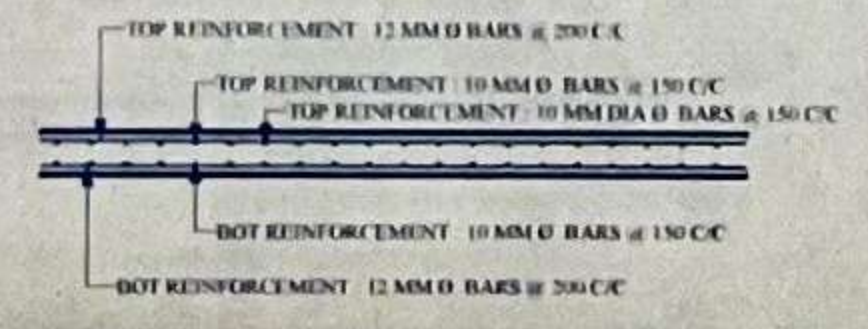 TOP REINFORCEMENT 12 MM Ø BARS @ 200 C/C
TOP REINFORCEMENT : 10 MM Ø BARS @ 150 C/C
TOP REINFORCEMENT : 10 MM DIA Ø BARS @ 150 C/C
BOT REINFORCEMENT 10 MM Ø BARS @ 150 C/C
BOT REINFORCEMENT 12 MM Ø BARS @ 200 C/C